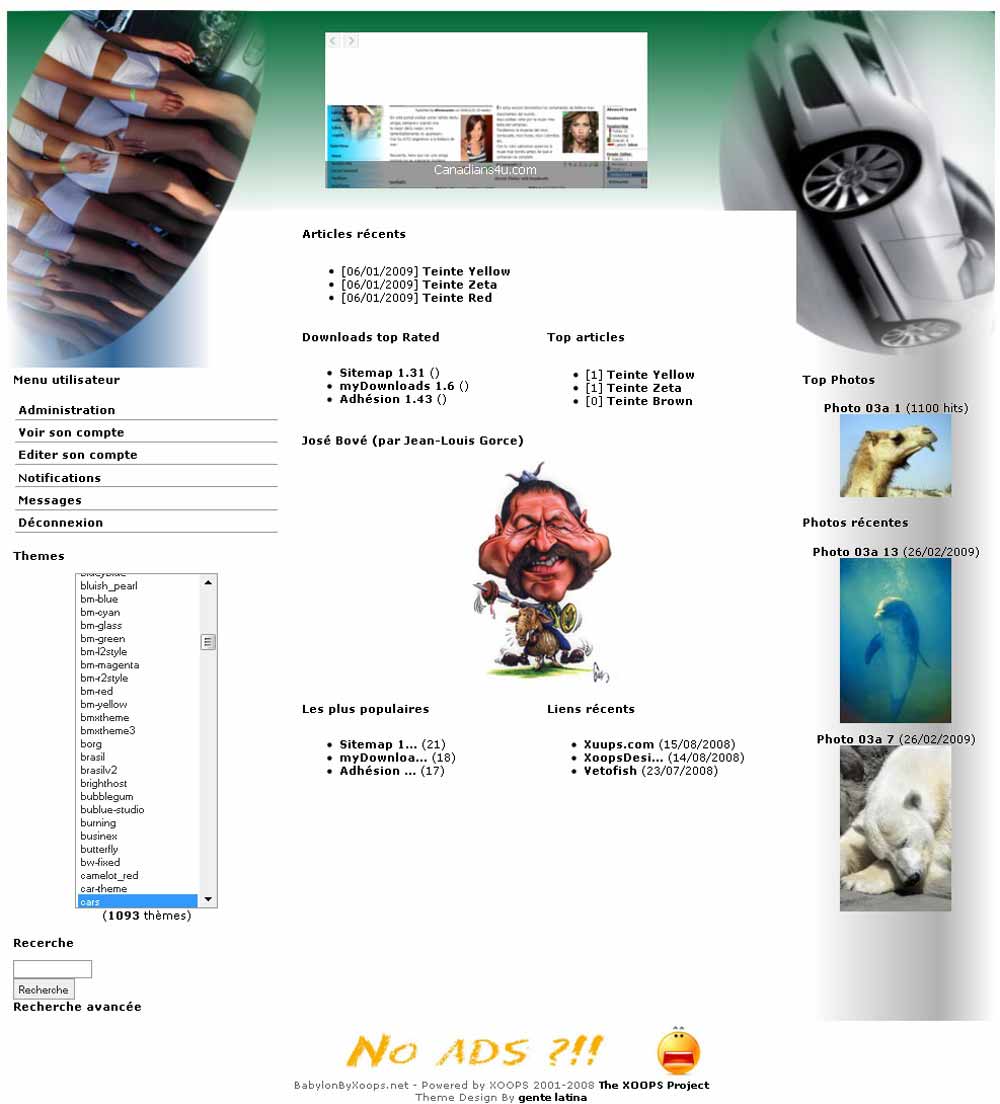 Canadians4u.com
Articles récents
[06/01/2009] Teinte Yellow
[06/01/2009] Teinte Zeta
[06/01/2009] Teinte Red
Downloads top Rated
Sitemap 1.31 ()
myDownloads 1.6 ()
Adhésion 1.43 ()
Top articles
[1] Teinte Yellow
[1] Teinte Zeta
[0] Teinte Brown
Menu utilisateur
Administration
Voir son compte
Editer son compte
Notifications
Messages
Déconnexion
Themes
blueyblue
bluish_pearl
bm-blue
bm-cyan
bm-glass
bm-green
bm-l2style
bm-magenta
bm-r2style
bm-red
bm-yellow
bmxtheme
bmxtheme3
borg
brasil
brasilv2
brighthost
bubblegum
bublue-studio
burning
businex
butterfly
bw-fixed
camelot_red
car-theme
cars
(1093 thèmes)
Recerche
Recherche
Recherche avancée
José Bové (par Jean-Louis Gorce)
Les plus populaires
Sitemap 1... (21)
myDownloa... (18)
Adhésion ... (17)
Liens récents
Xuups.com (15/08/2008)
XoopsDesi... (14/08/2008)
Vetofish (23/07/2008)
Top Photos
Photo 03a 1 (1100 hits)
Photos récentes
Photo 03a 13 (26/02/2009)
Photo 03a 7 (26/02/2009)
No ADS ?!!
BabylonByXoops.net - Powered by XOOPS 2001-2008 The XOOPS Project
Theme Design By gente latina